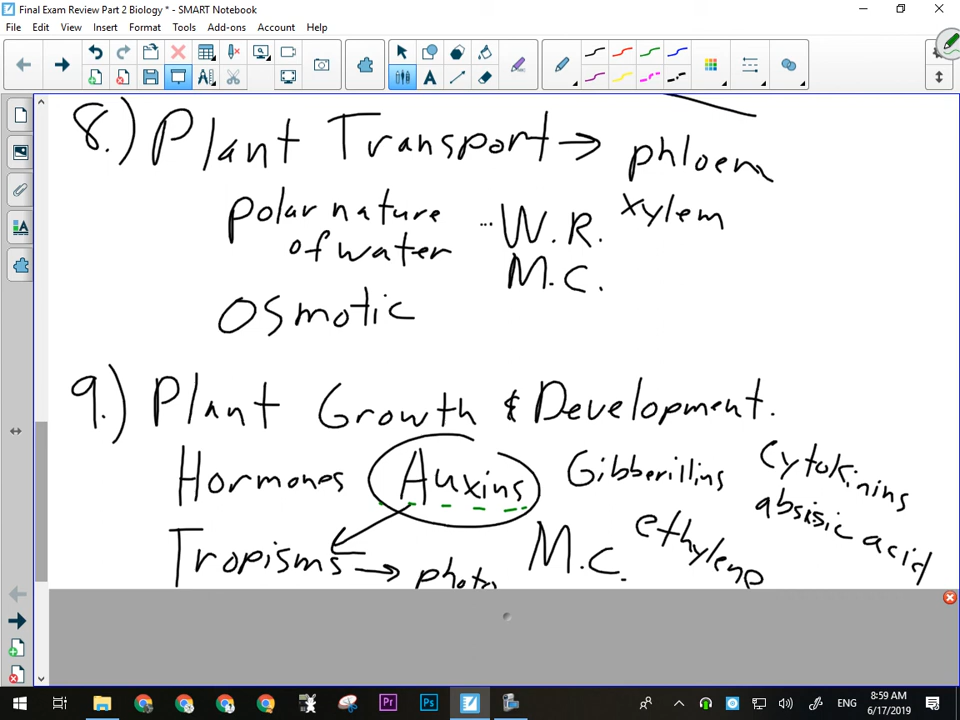 Final Exam Review Part 2 Biology * - SMART Notebook
File Edit View Insert Format Tools Add-ons Account Help
8.) Plant Transport → phloem
xylem
polar nature
of water
... W.R.
M.C.
osmotic
9.) Plant Growth & Development.
Hormones Auxins Gibberillins Cytokinins
absisic acid
ethylene
Tropisms → photo
M.C.
ENG
8:59 AM
6/17/2019